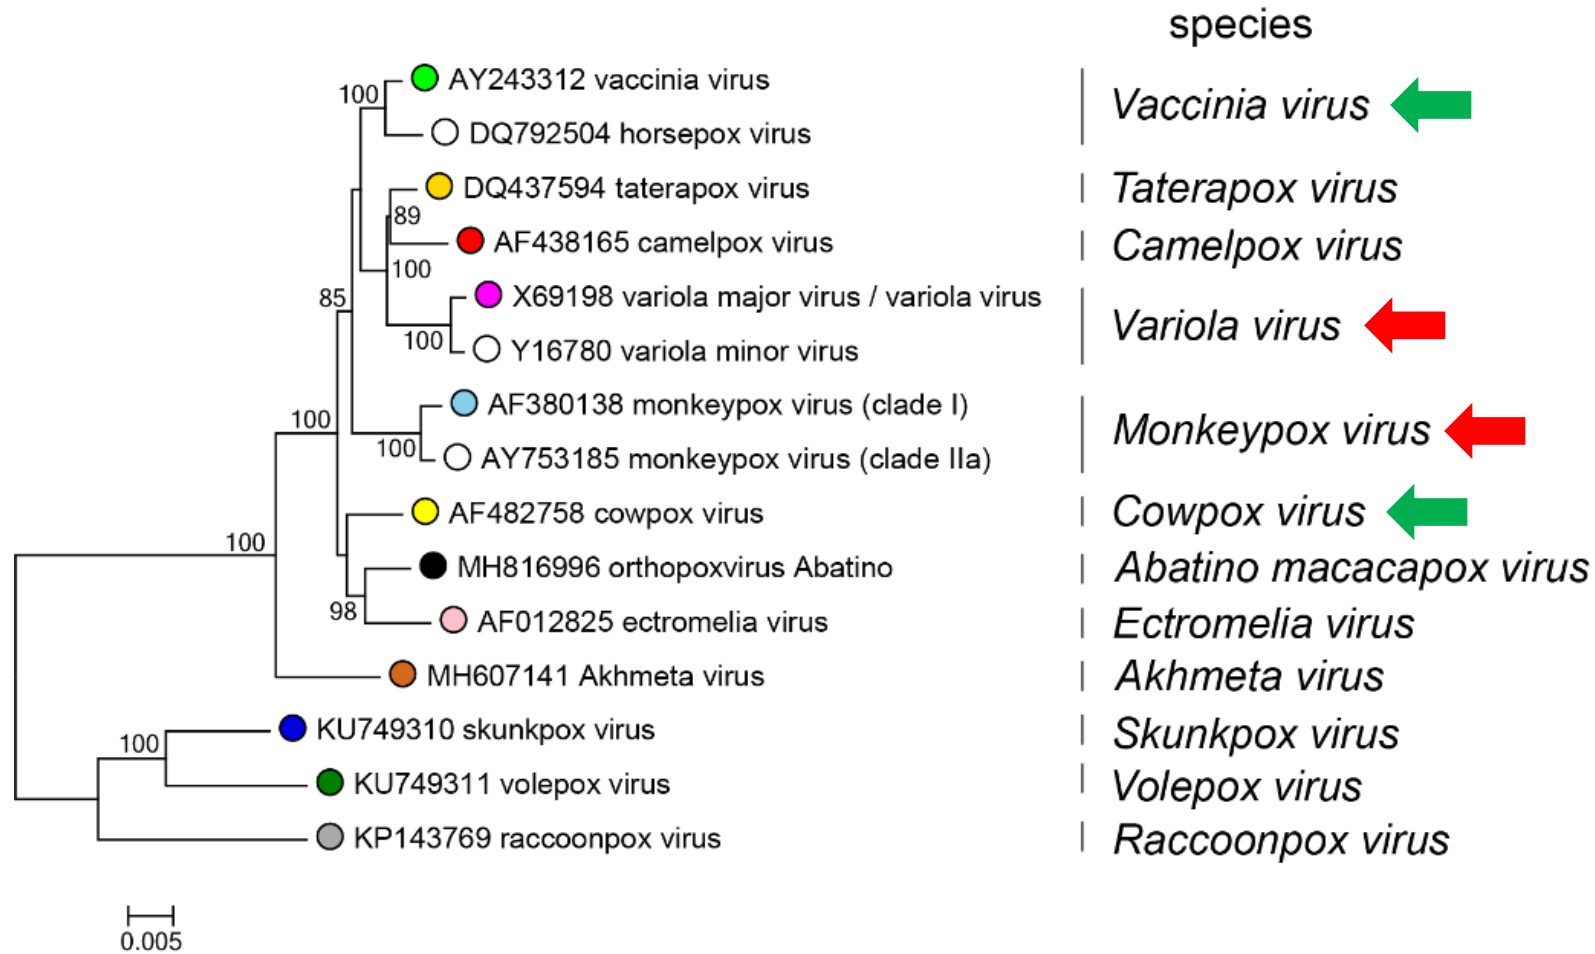 species
100
AY243312 vaccinia virus
Vaccinia virus
DQ792504 horsepox virus
DQ437594 taterapox virus
Taterapox virus
89
AF438165 camelpox virus
Camelpox virus
100
85
X69198 variola major virus / variola virus
Variola virus
100
Y16780 variola minor virus
AF380138 monkeypox virus (clade I)
Monkeypox virus
100
100
AY753185 monkeypox virus (clade IIa)
AF482758 cowpox virus
Cowpox virus
100
MH816996 orthopoxvirus Abatino
Abatino macacapox virus
98
AF012825 ectromelia virus
Ectromelia virus
MH607141 Akhmeta virus
Akhmeta virus
KU749310 skunkpox virus
Skunkpox virus
100
KU749311 volepox virus
Volepox virus
KP143769 raccoonpox virus
Raccoonpox virus
0.005